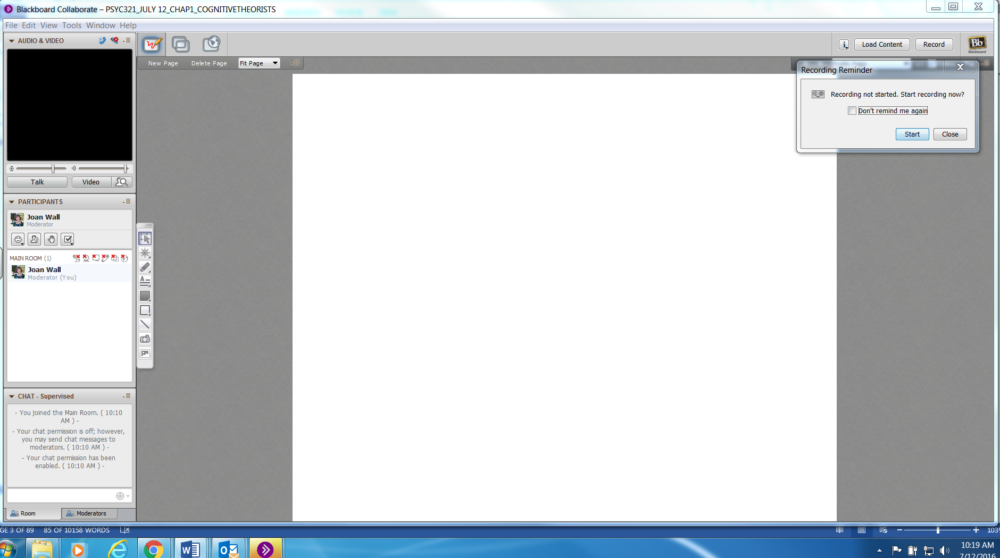 Blackboard Collaborate – PSYC321_JULY 12_CHAP1_COGNITIVETHEORISTS
File Edit View Tools Window Help
AUDIO & VIDEO
Load Content
Record
Bb
Blackboard
New Page
Delete Page
Fit Page
Recording Reminder
Recording not started. Start recording now?
Don't remind me again
Start
Close
Talk
Video
PARTICIPANTS
Joan Wall
Moderator
MAIN ROOM (1)
Joan Wall
Moderator (You)
CHAT - Supervised
- You joined the Main Room. ( 10:10
AM ) -
- Your chat permission is off; however,
you may send chat messages to
moderators. ( 10:10 AM ) -
- Your chat permission has been
enabled. ( 10:10 AM ) -
Room
Moderators
GE 3 OF 89
85 OF 10158 WORDS
103%
10:19 AM
7/12/2016